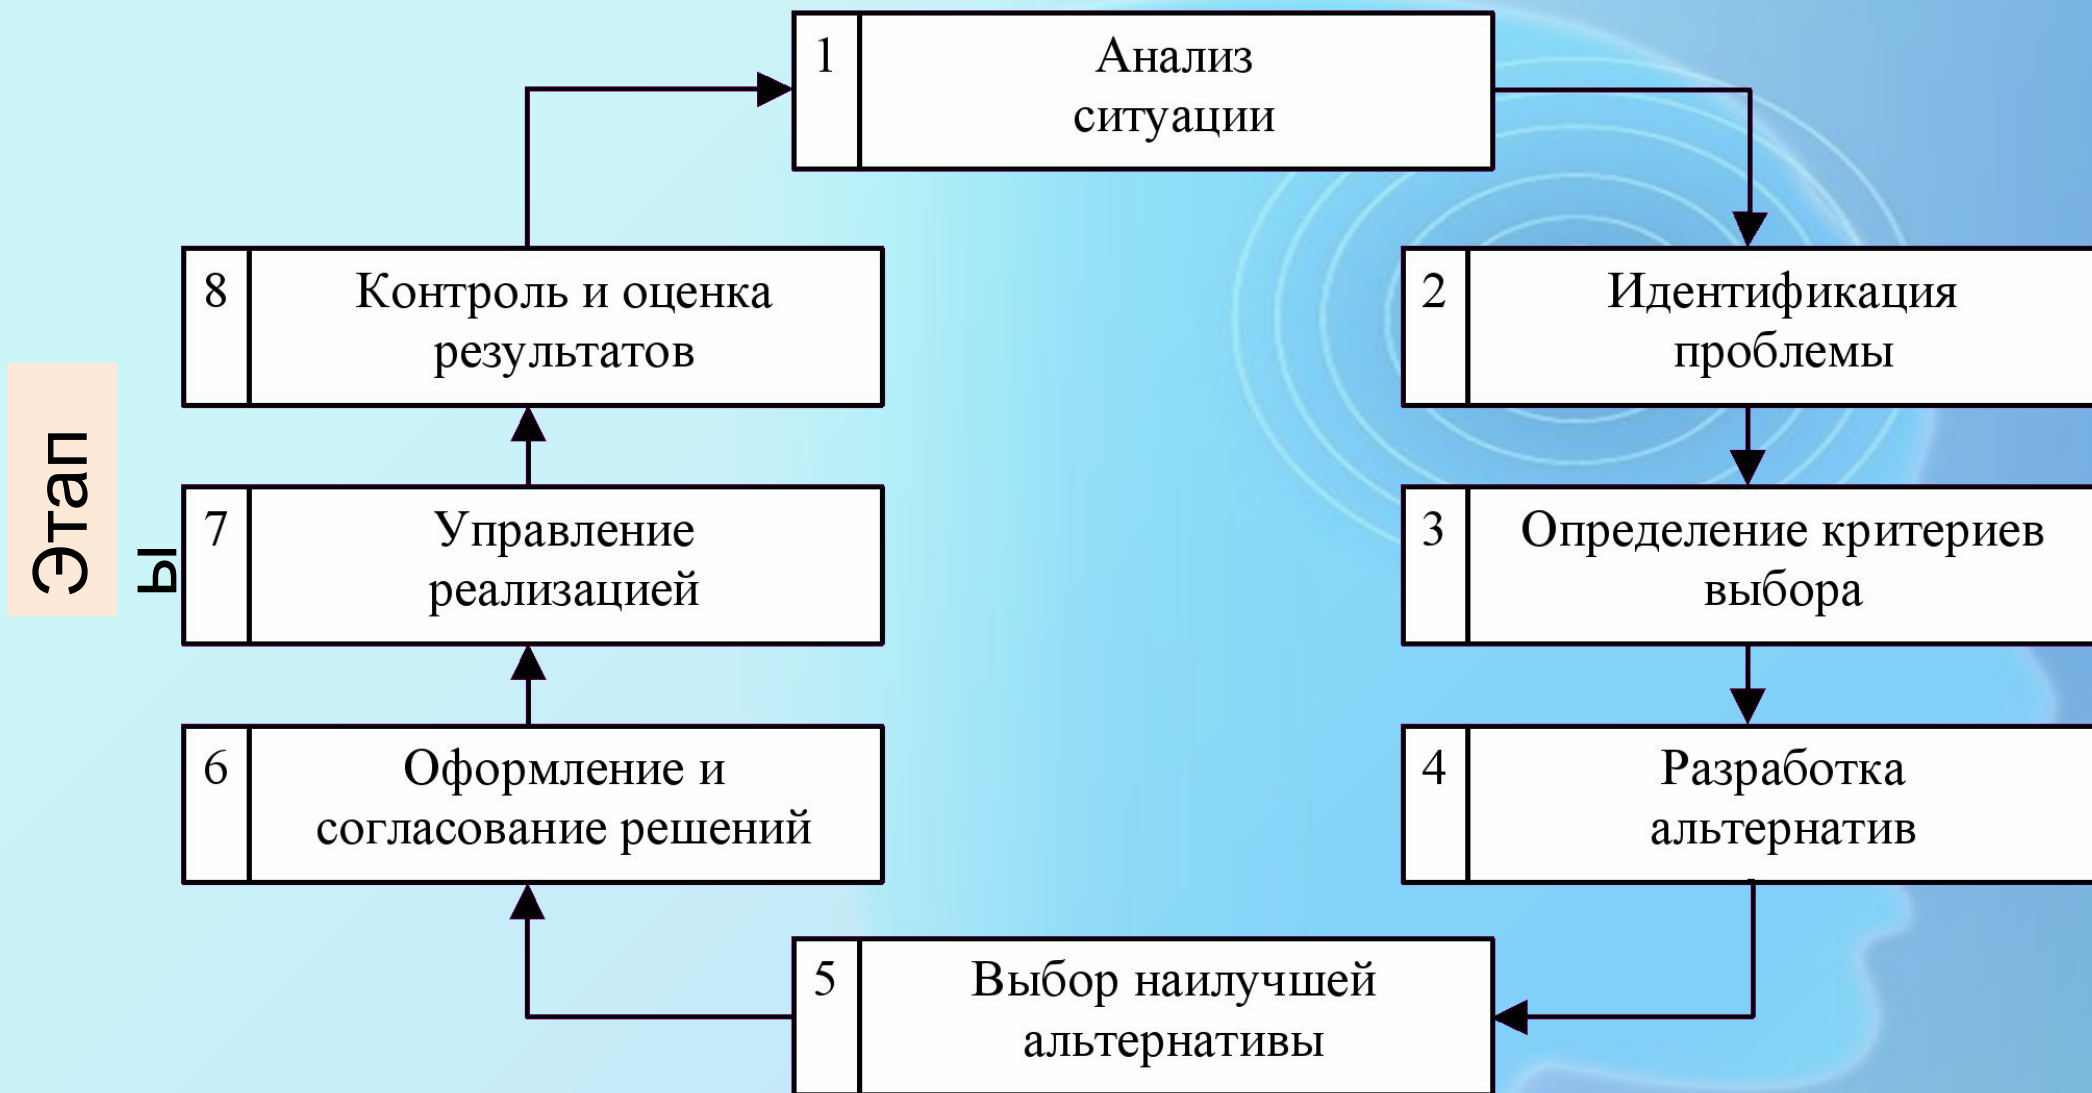 Этап
ы
1
Анализ
ситуации
2
Идентификация
проблемы
3
Определение критериев
выбора
4
Разработка
альтернатив
5
Выбор наилучшей
альтернативы
6
Оформление и
согласование решений
7
Управление
реализацией
8
Контроль и оценка
результатов